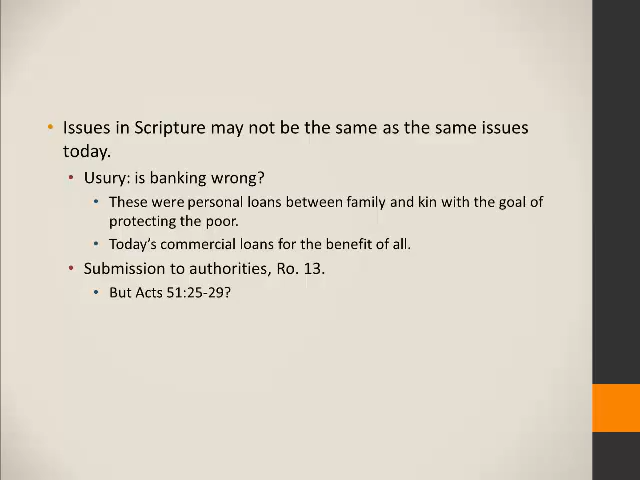 • Issues in Scripture may not be the same as the same issues
today.
• Usury: is banking wrong?
• These were personal loans between family and kin with the goal of
protecting the poor.
• Today's commercial loans for the benefit of all.
• Submission to authorities, Ro. 13.
• But Acts 51:25-29?